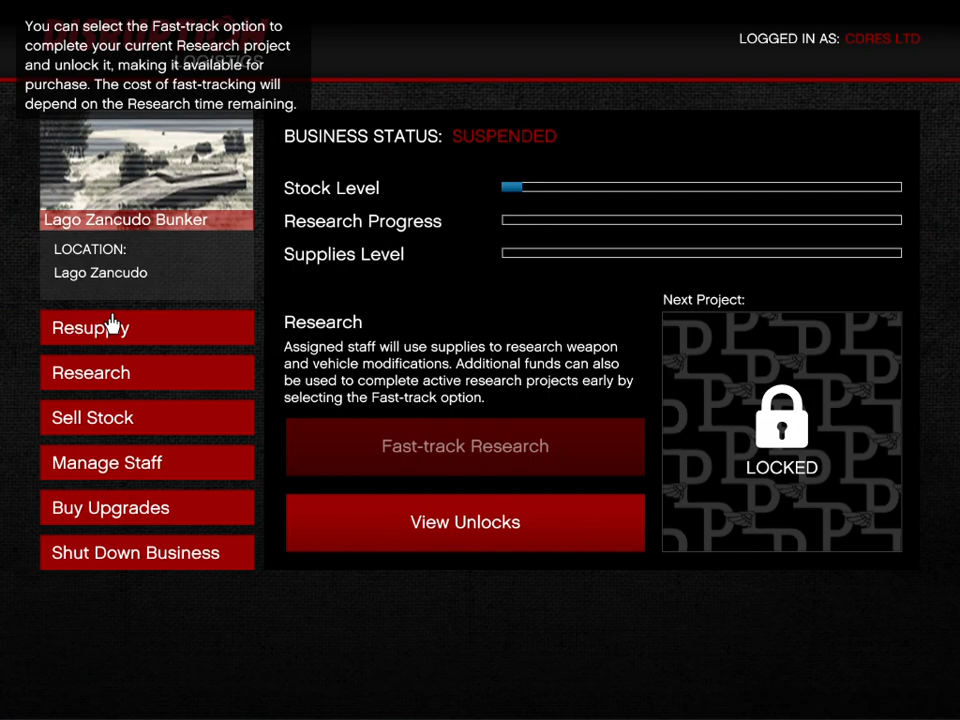 You can select the Fast-track option to
complete your current Research project
and unlock it, making it available for
purchase. The cost of fast-tracking will
depend on the Research time remaining.
DISRUPTION
LOGISTICS
LOGGED IN AS: CDRES LTD
Lago Zancudo Bunker
LOCATION:
Lago Zancudo
Resupply
Research
Sell Stock
Manage Staff
Buy Upgrades
Shut Down Business
BUSINESS STATUS: SUSPENDED
Stock Level
Research Progress
Supplies Level
Research
Assigned staff will use supplies to research weapon
and vehicle modifications. Additional funds can also
be used to complete active research projects early by
selecting the Fast-track option.
Fast-track Research
View Unlocks
Next Project:
LOCKED